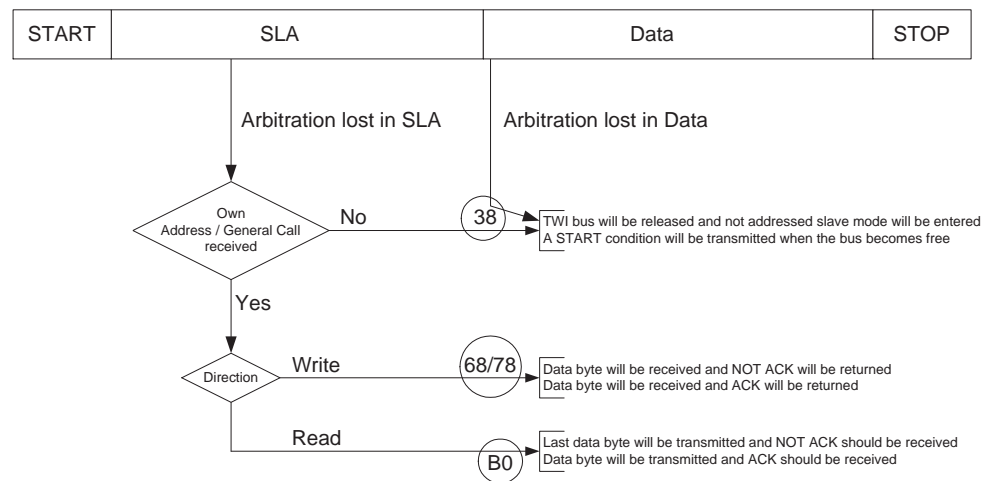 START SLA Data STOP
Arbitration lost in SLA Arbitration lost in Data
Own
Address / General Call
received
No
38
TWI bus will be released and not addressed slave mode will be entered
A START condition will be transmitted when the bus becomes free
Yes
Direction
Write
68/78
Data byte will be received and NOT ACK will be returned
Data byte will be received and ACK will be returned
Read
B0
Last data byte will be transmitted and NOT ACK should be received
Data byte will be transmitted and ACK should be received